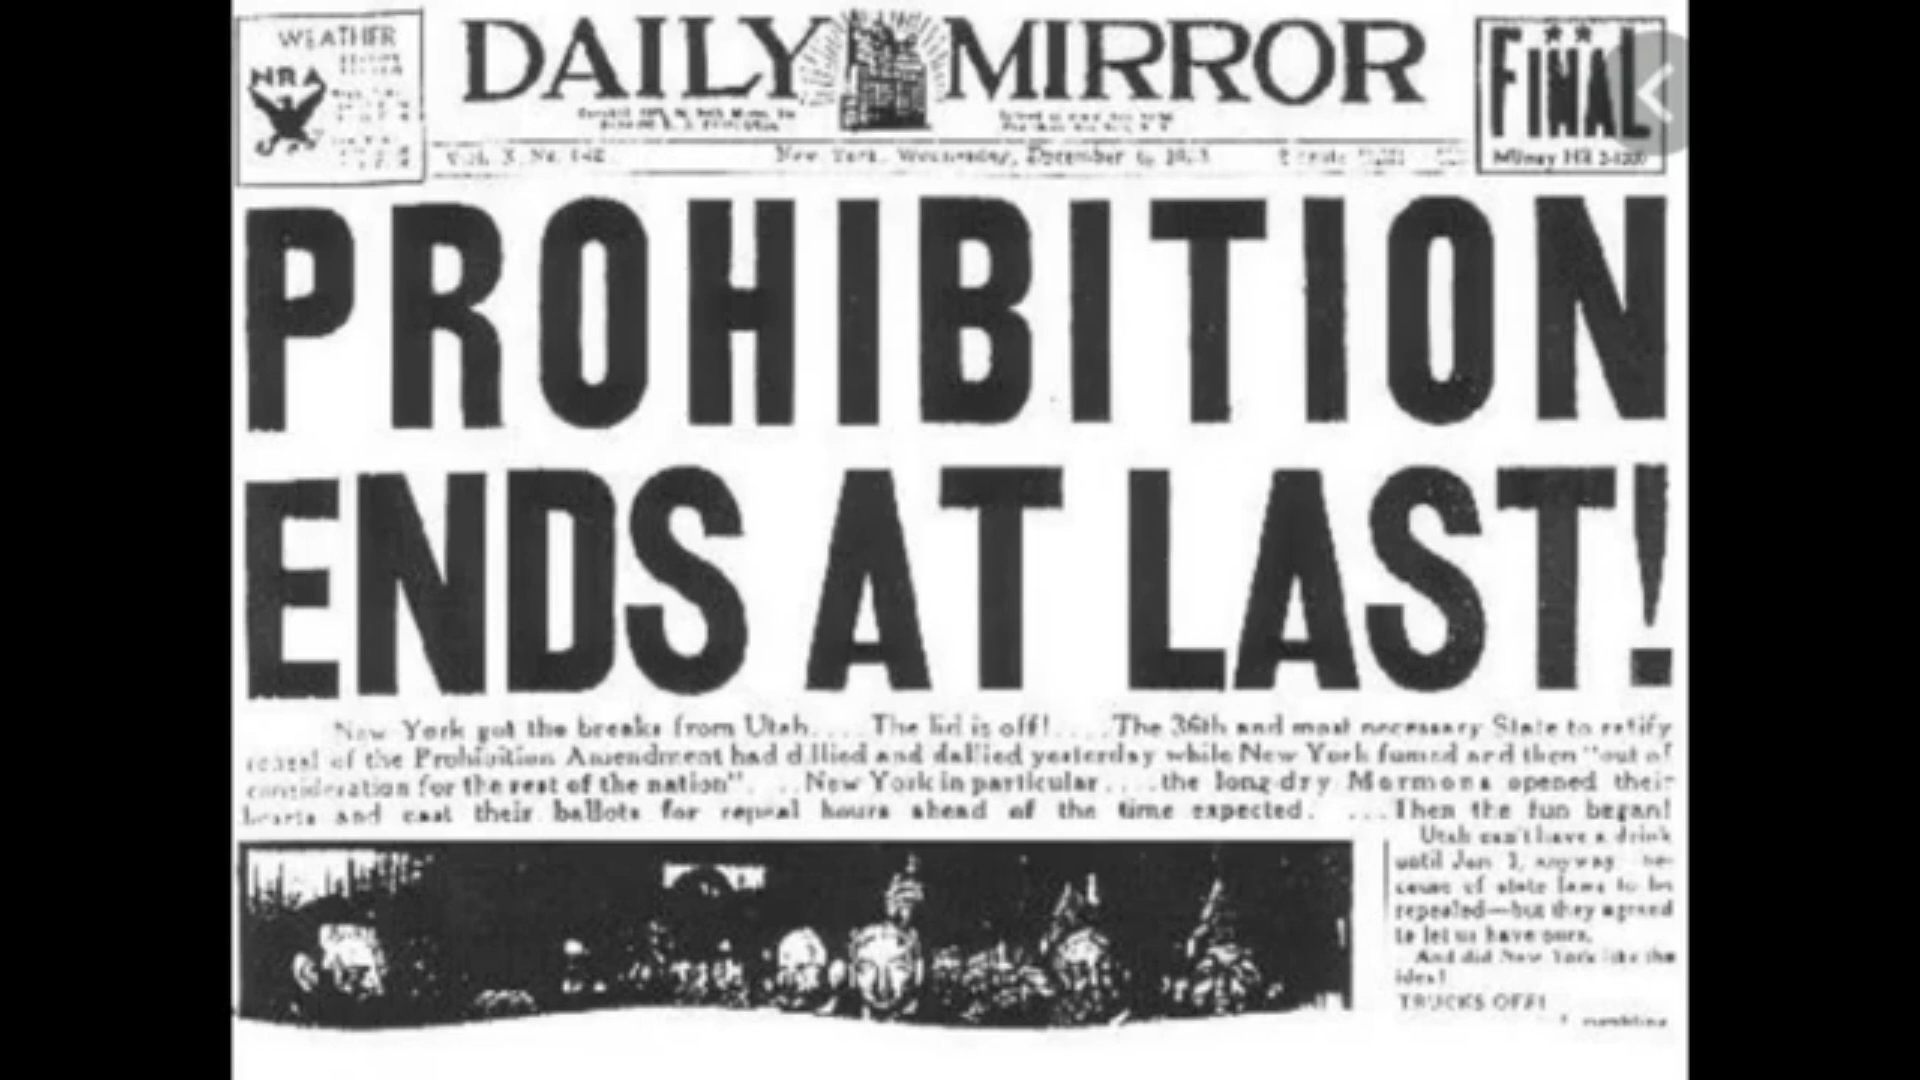 WEATHER
NRA
DAILY MIRROR
FINAL
New York, Wednesday, December 6, 1933
PROHIBITION
ENDS AT LAST!
New York got the breaks from Utah.... The lid is off! ....The 36th and most necessary State to ratify
repeal of the Prohibition Amendment had dillied and dallied yesterday while New York fumed and then "out of
consideration for the rest of the nation". ...New York in particular....the long-dry Mormons opened their
hearts and cast their ballots for repeal hours ahead of the time expected. ...Then the fun began!
Utah can't have a drink
until Jan. 1, anyway be-
cause of state laws to be
repealed—but they agreed
to let us have ours.
And did New York like the
idea!
TRUCKS OFF!